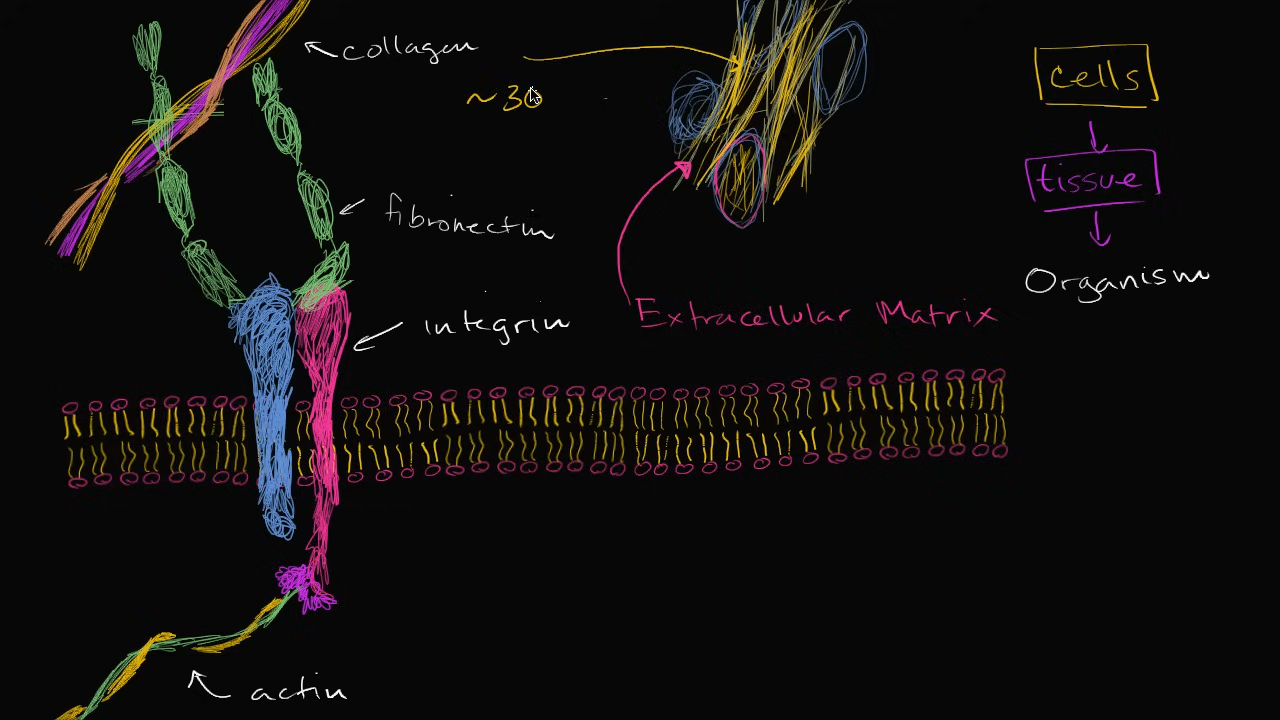 collagen
~30
cells
tissue
Organism
fibronectin
integrin
Extracellular Matrix
actin